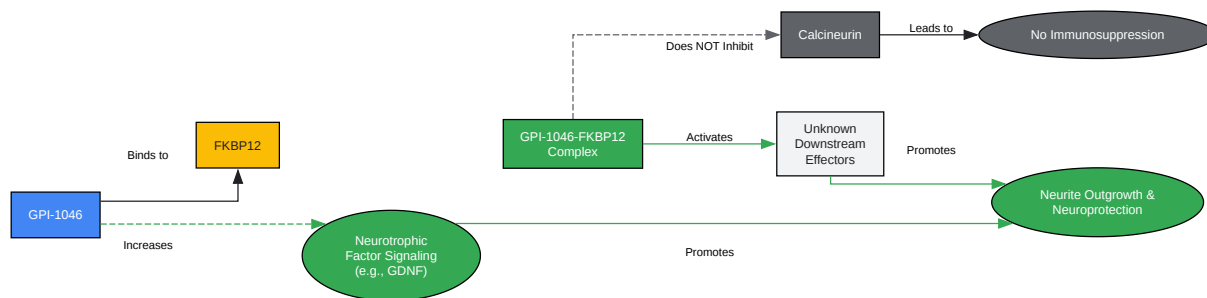 Calcineurin
Leads to
No Immunosuppression
Does NOT Inhibit
GPI-1046-FKBP12
Complex
Activates
Unknown
Downstream
Effectors
Promotes
FKBP12
Binds to
GPI-1046
Neurite Outgrowth &
Neuroprotection
Increases
Neurotrophic
Factor Signaling
(e.g., GDNF)
Promotes